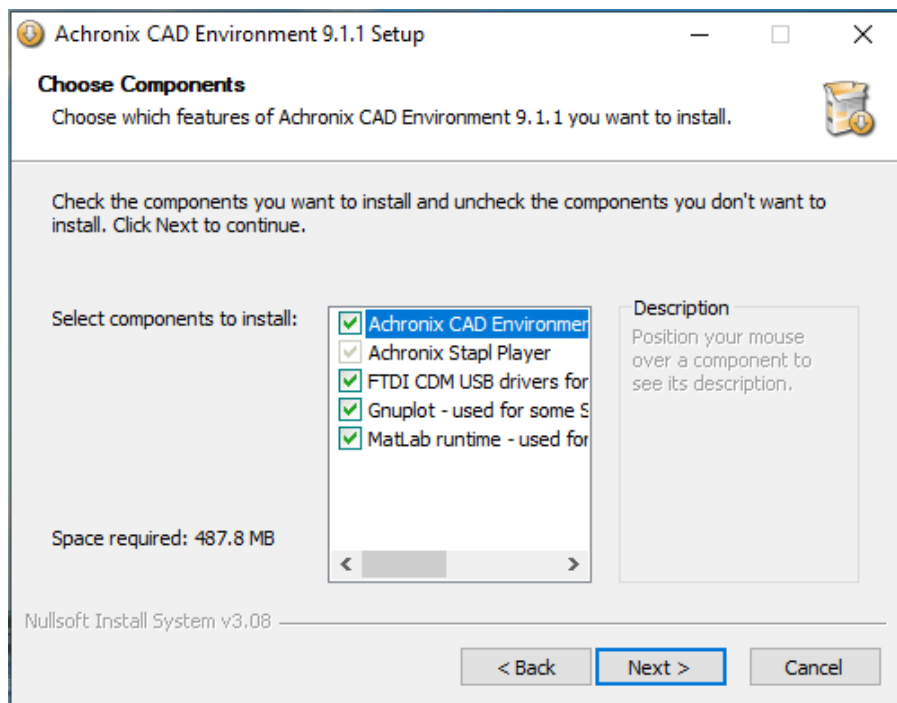 Achronix CAD Environment 9.1.1 Setup
Choose Components
Choose which features of Achronix CAD Environment 9.1.1 you want to install.
Check the components you want to install and uncheck the components you don't want to
install. Click Next to continue.
Select components to install:
Achronix CAD Environmer
Achronix Stapl Player
FTDI CDM USB drivers for
Gnuplot - used for some S
MatLab runtime - used for
Description
Position your mouse
over a component to
see its description.
Space required: 487.8 MB
Nullsoft Install System v3.08
< Back
Next >
Cancel